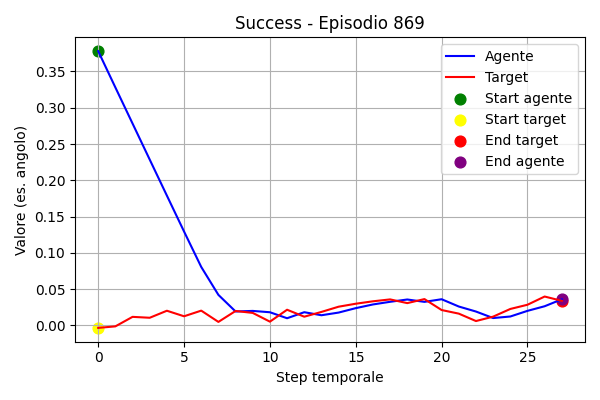 Success - Episodio 869
Valore (es. angolo)
0.35
0.30
0.25
0.20
0.15
0.10
0.05
0.00
Agente
Target
Start agente
Start target
End target
End agente
0 5 10 15 20 25
Step temporale